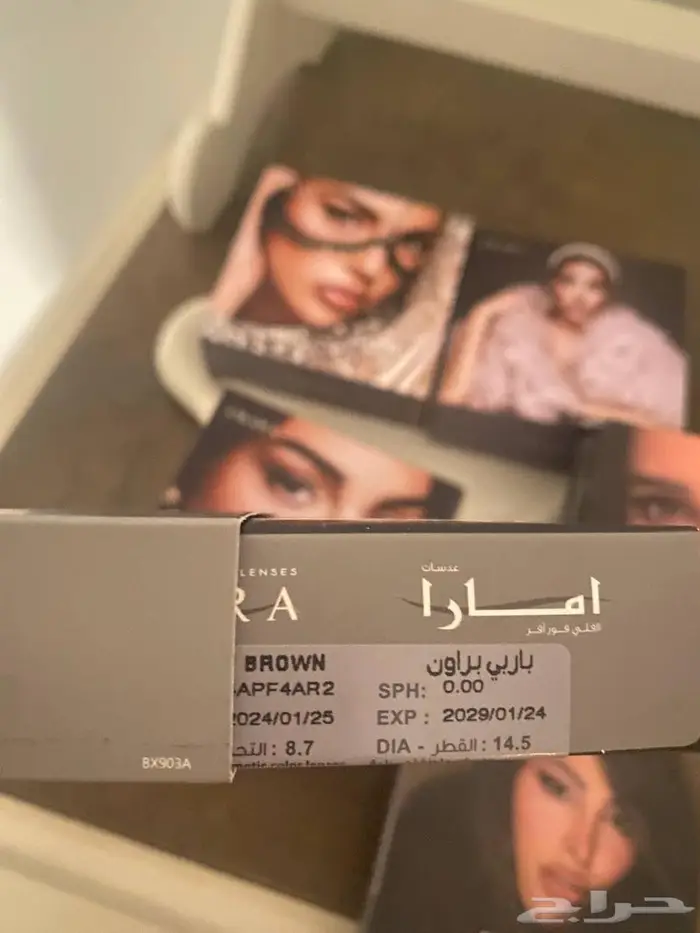 LENSES
RA
عدسات
امارا
BROWN
باربي براون
APF4AR2
SPH: 0.00
2024/01/25
EXP : 2029/01/24
8.7 :
DIA - القطر : 14.5
BX903A
حراج